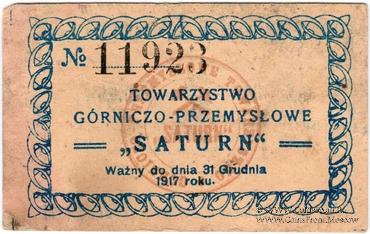 № 11923
TOWARZYSTWO
GÓRNICZO-PRZEMYSŁOWE
„SATURN"
Ważny do dnia 31 Grudnia
1917 roku.